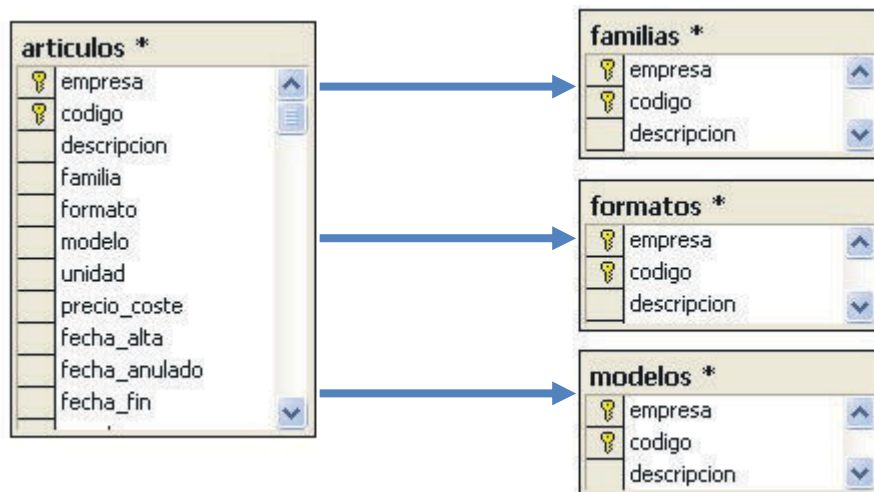 articulos *
empresa
codigo
descripcion
familia
formato
modelo
unidad
precio_coste
fecha_alta
fecha_anulado
fecha_fin
familias *
empresa
codigo
descripcion
formatos *
empresa
codigo
descripcion
modelos *
empresa
codigo
descripcion